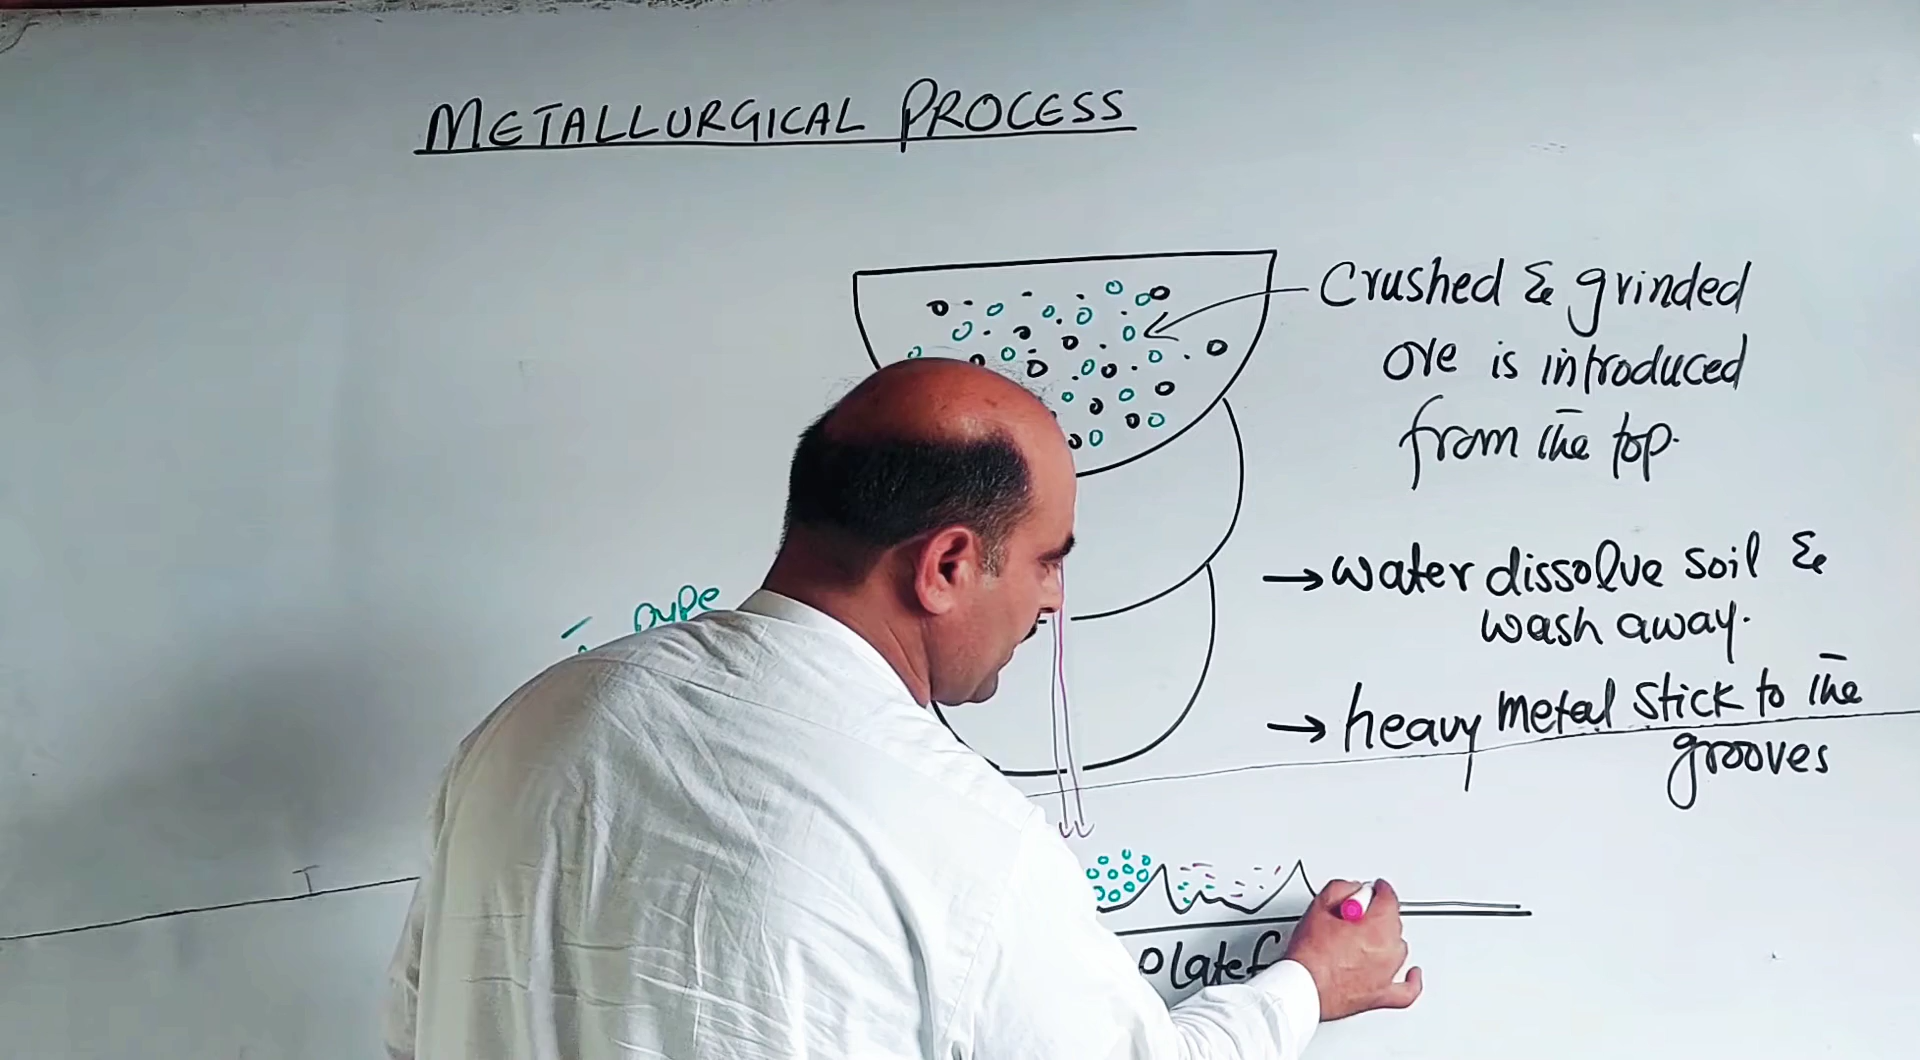 METALLURGICAL PROCESS
Crushed & grinded
ore is introduced
from the top.
pype
→ water dissolve soil &
wash away.
→ heavy metal stick to the
grooves